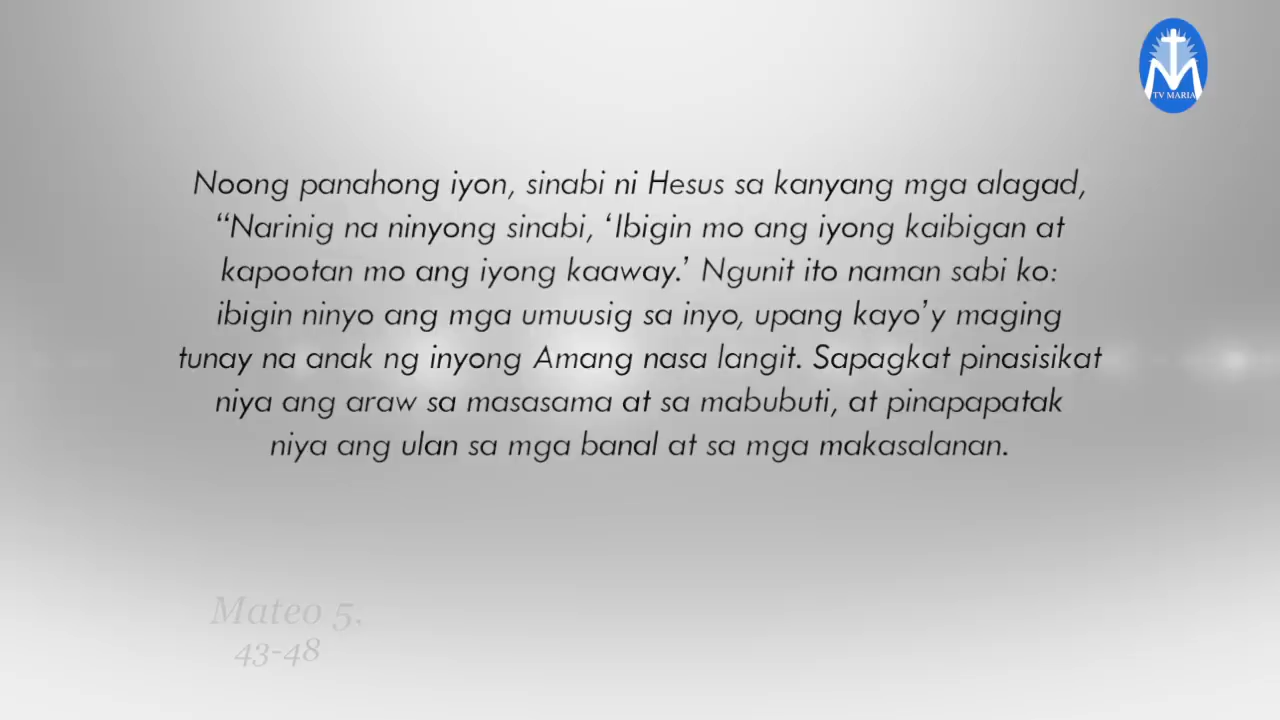 TV MARIA
Noong panahong iyon, sinabi ni Hesus sa kanyang mga alagad,
“Narinig na ninyong sinabi, ‘Ibigin mo ang iyong kaibigan at
kapootan mo ang iyong kaaway.’ Ngunit ito naman sabi ko:
ibigin ninyo ang mga umuusig sa inyo, upang kayo’y maging
tunay na anak ng inyong Amang nasa langit. Sapagkat pinasisikat
niya ang araw sa masasama at sa mabubuti, at pinapapatak
niya ang ulan sa mga banal at sa mga makasalanan.
Mateo 5,
43-48